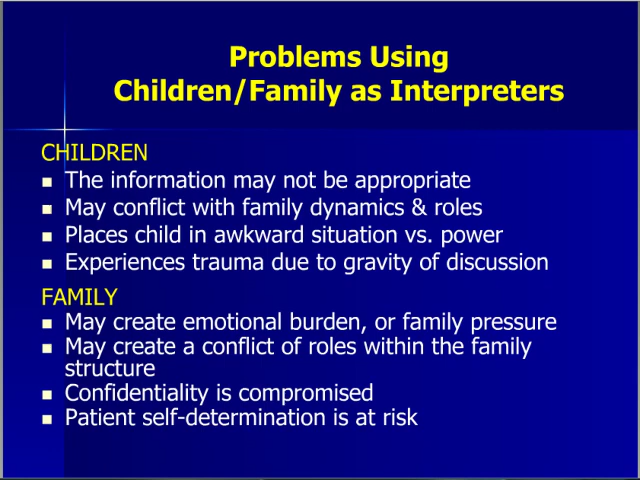 Problems Using
Children/Family as Interpreters
CHILDREN
■ The information may not be appropriate
■ May conflict with family dynamics & roles
■ Places child in awkward situation vs. power
■ Experiences trauma due to gravity of discussion
FAMILY
■ May create emotional burden, or family pressure
■ May create a conflict of roles within the family
structure
■ Confidentiality is compromised
■ Patient self-determination is at risk